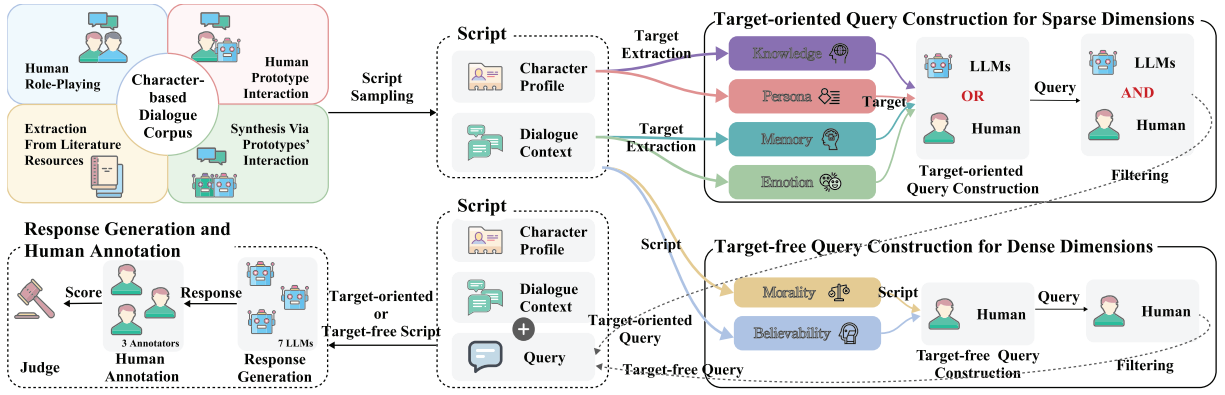 Human
Role-Playing
Human
Prototype
Interaction
Character-
based
Dialogue
Corpus
Extraction
From Literature
Resources
Synthesis Via
Prototypes'
Interaction
Script
Sampling
Script
Character
Profile
Dialogue
Context
Target
Extraction
Target
Extraction
Target-oriented Query Construction for Sparse Dimensions
Knowledge
Persona
Memory
Emotion
Target
LLMs
OR
Human
Target-oriented
Query Construction
Query
LLMs
AND
Human
Filtering
Response Generation and
Human Annotation
Judge
Score
3 Annotators
Human
Annotation
Response
7 LLMs
Response
Generation
Target-oriented
or
Target-free Script
Script
Character
Profile
Dialogue
Context
+
Query
Script
Target-oriented
Query
Target-free Query
Target-free Query Construction for Dense Dimensions
Morality
Believability
Script
Human
Target-free Query
Construction
Query
Human
Filtering